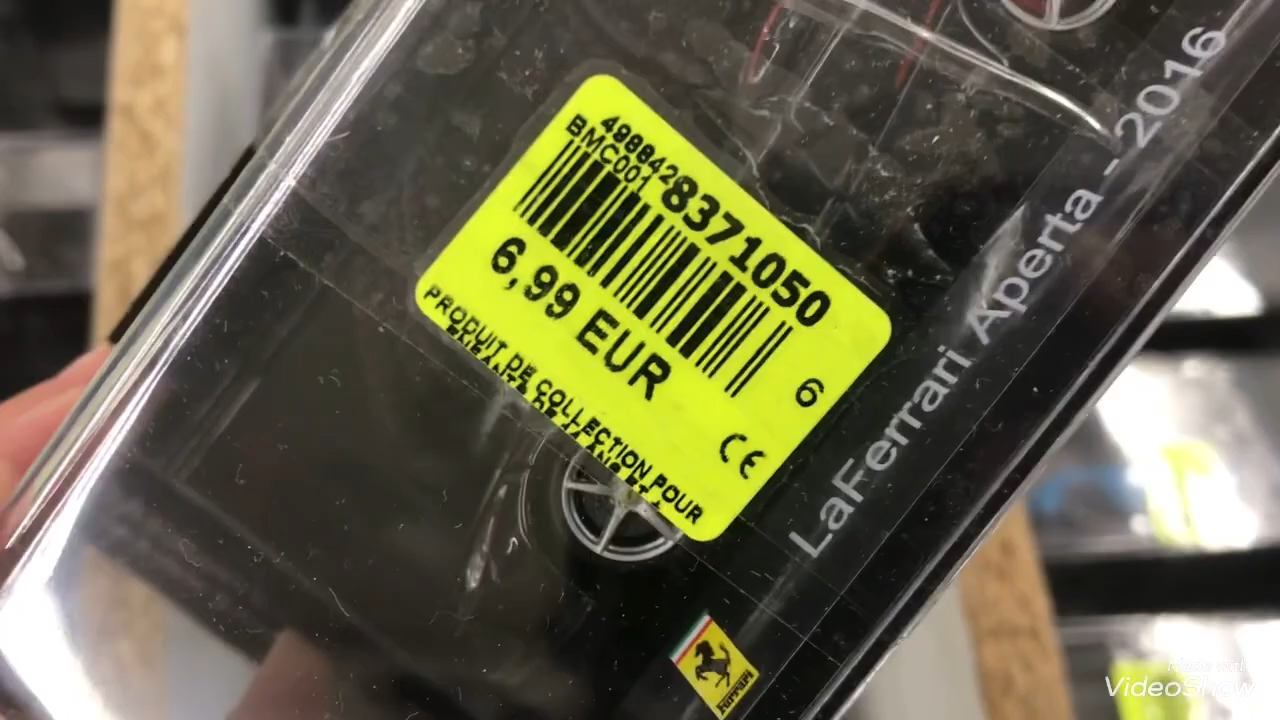 4988428371050
BMC001
6,99 EUR
6
CE
PRODUIT DE COLLECTION POUR
LaFerrari Aperta - 2016
Ferrari
Made with
VideoShow